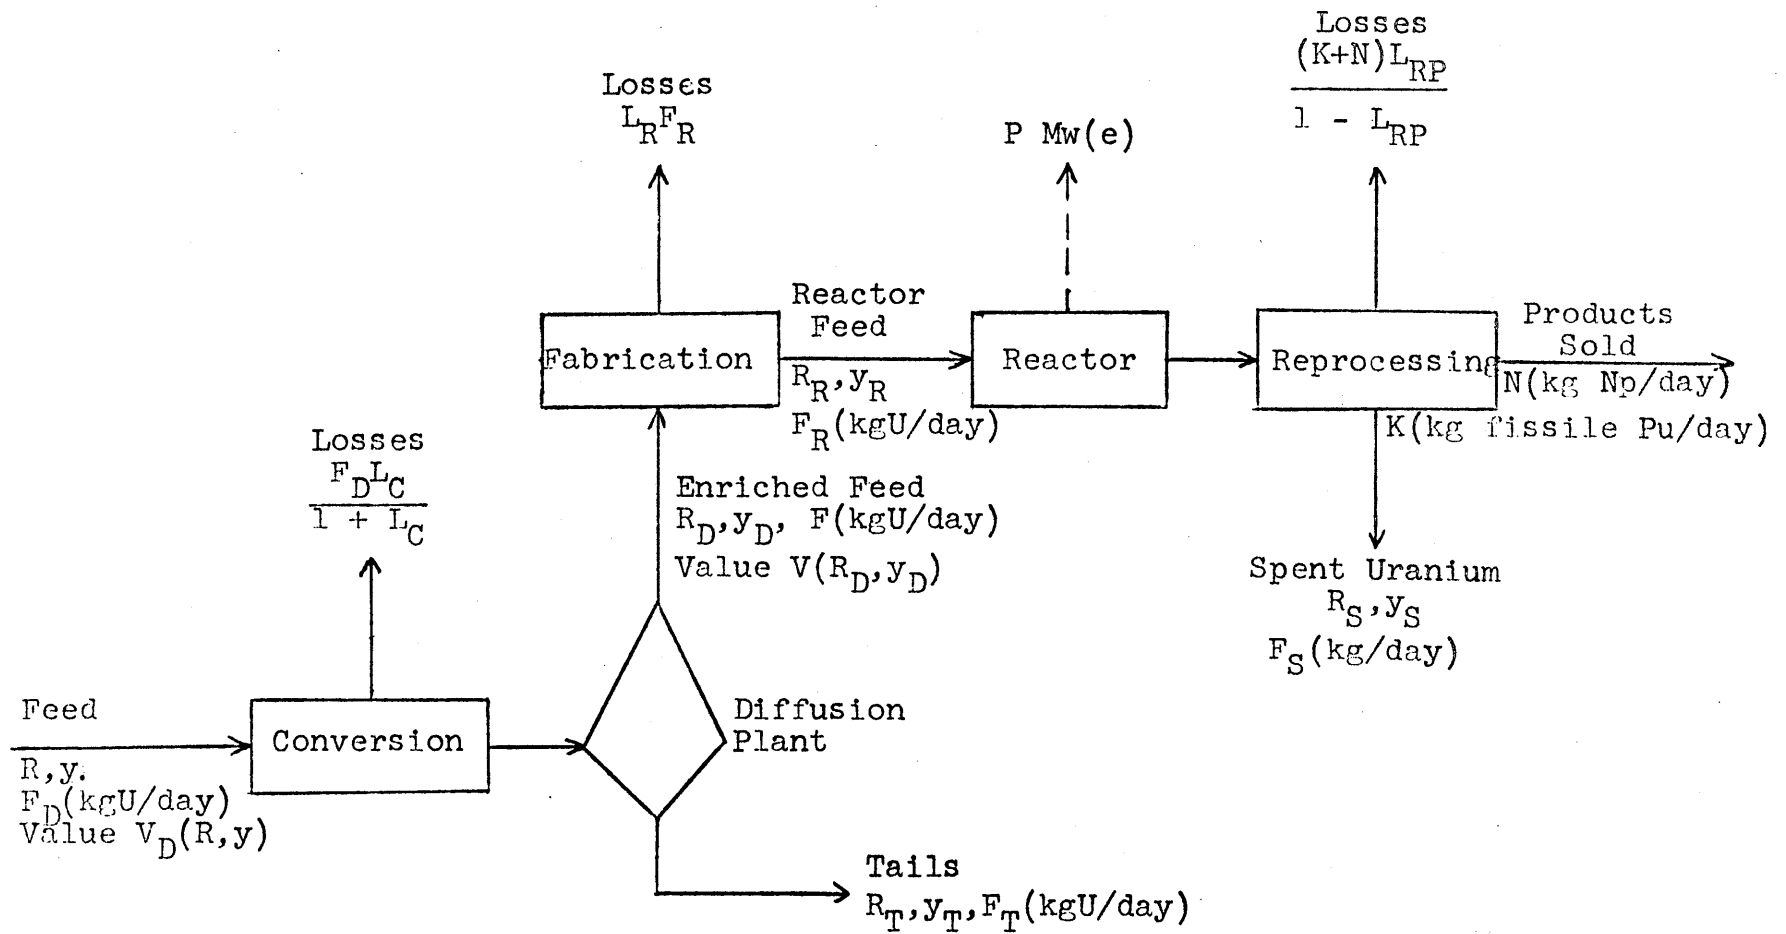 Losses
(K+N)L_RP
1 - L_RP
Losses
L_RF_R
P Mw(e)
Fabrication
Reactor
Feed
R_R,y_R
F_R(kgU/day)
Reactor
Reprocessing
Products
Sold
N(kg Np/day)
K(kg fissile Pu/day)
Losses
F_DL_C
1 + L_C
Enriched Feed
R_D,y_D, F(kgU/day)
Value V(R_D,y_D)
Spent Uranium
R_S,y_S
F_S(kg/day)
Feed
R,y.
F_D(kgU/day)
Value V_D(R,y)
Conversion
Diffusion
Plant
Tails
R_T,y_T,F_T(kgU/day)